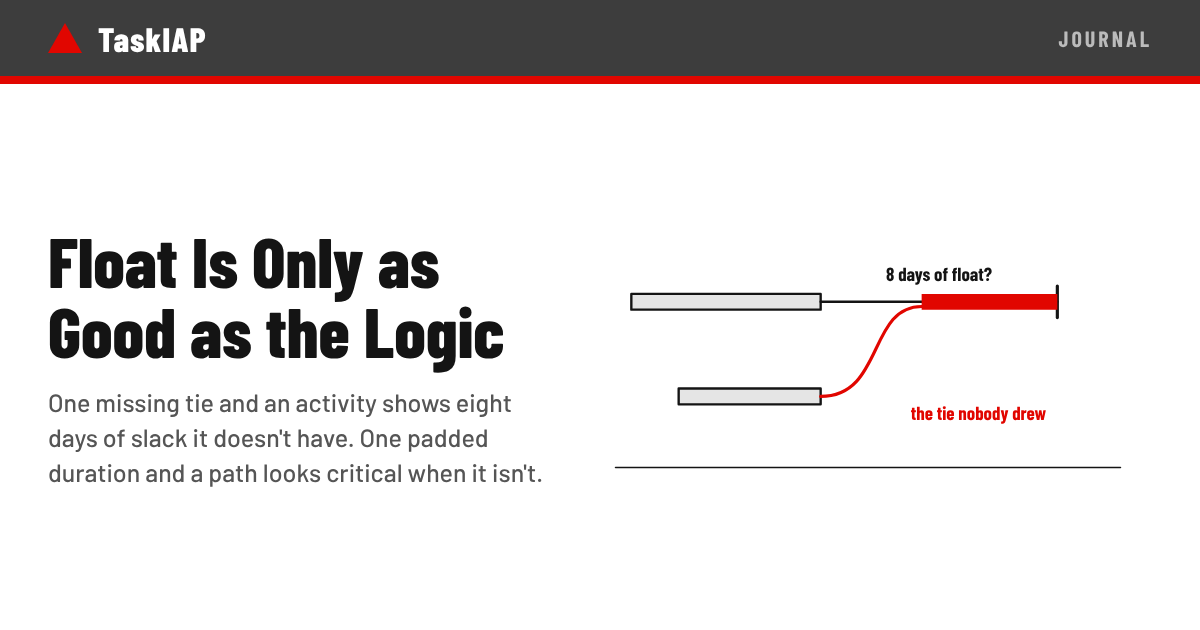 TaskIAP
JOURNAL
Float Is Only as
Good as the Logic
One missing tie and an activity shows eight
days of slack it doesn't have. One padded
duration and a path looks critical when it isn't.
8 days of float?
the tie nobody drew